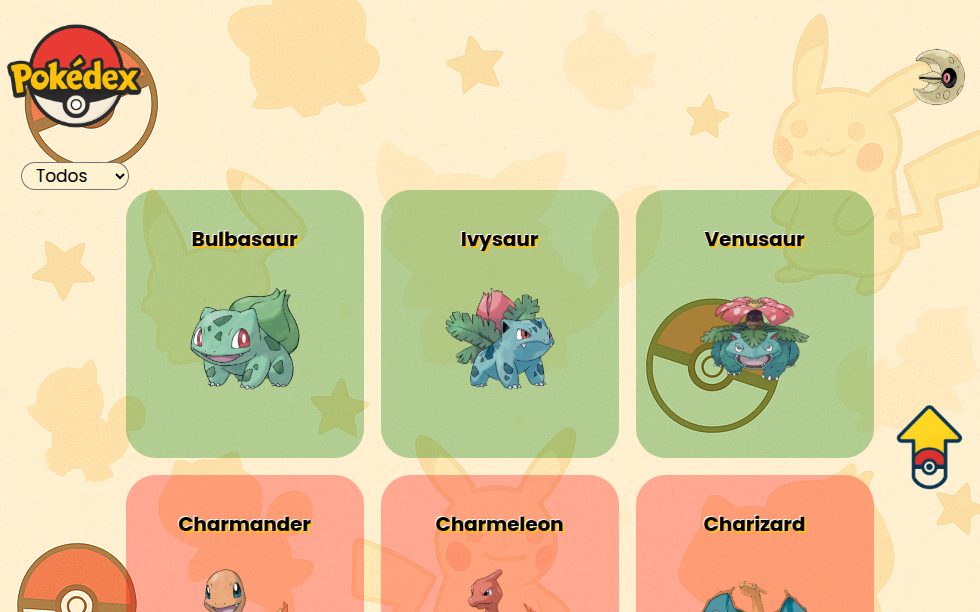 Pokédex
Todos
Bulbasaur
Ivysaur
Venusaur
Charmander
Charmeleon
Charizard